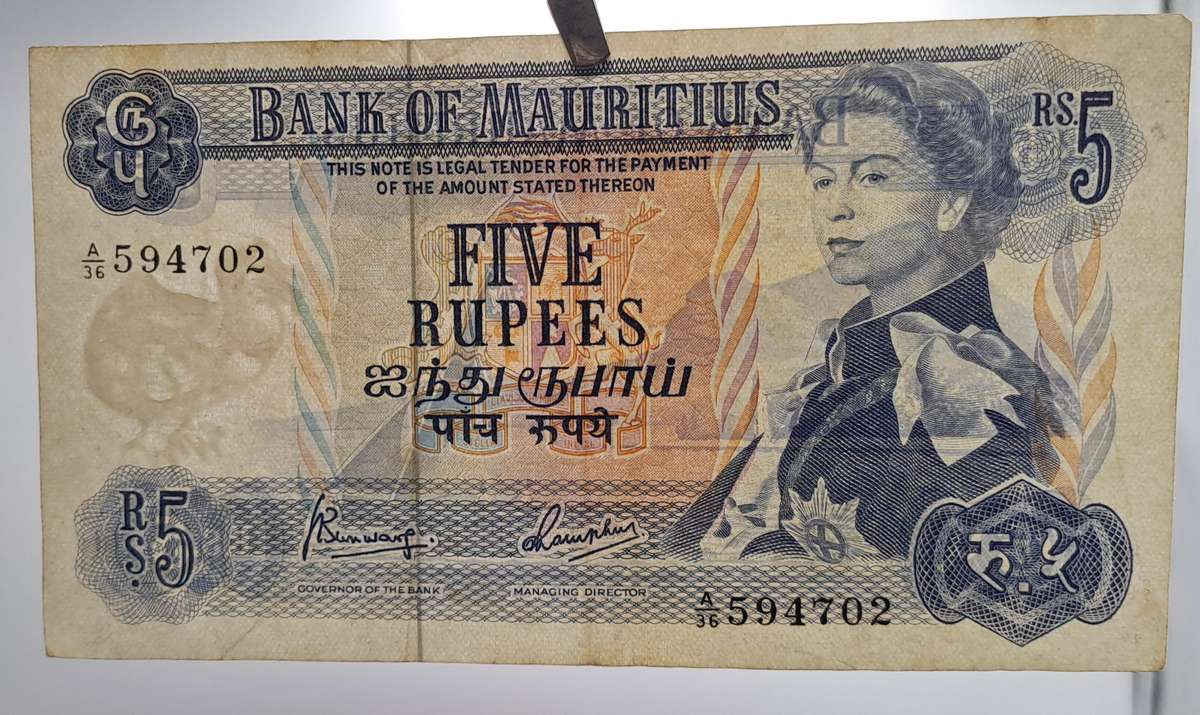 BANK OF MAURITIUS
RS. 5
THIS NOTE IS LEGAL TENDER FOR THE PAYMENT
OF THE AMOUNT STATED THEREON
A/36 594702
FIVE
RUPEES
ஐந்து ரூபாய்
पांच रुपये
RS. 5
GOVERNOR OF THE BANK
MANAGING DIRECTOR
A/36 594702
रु. ५